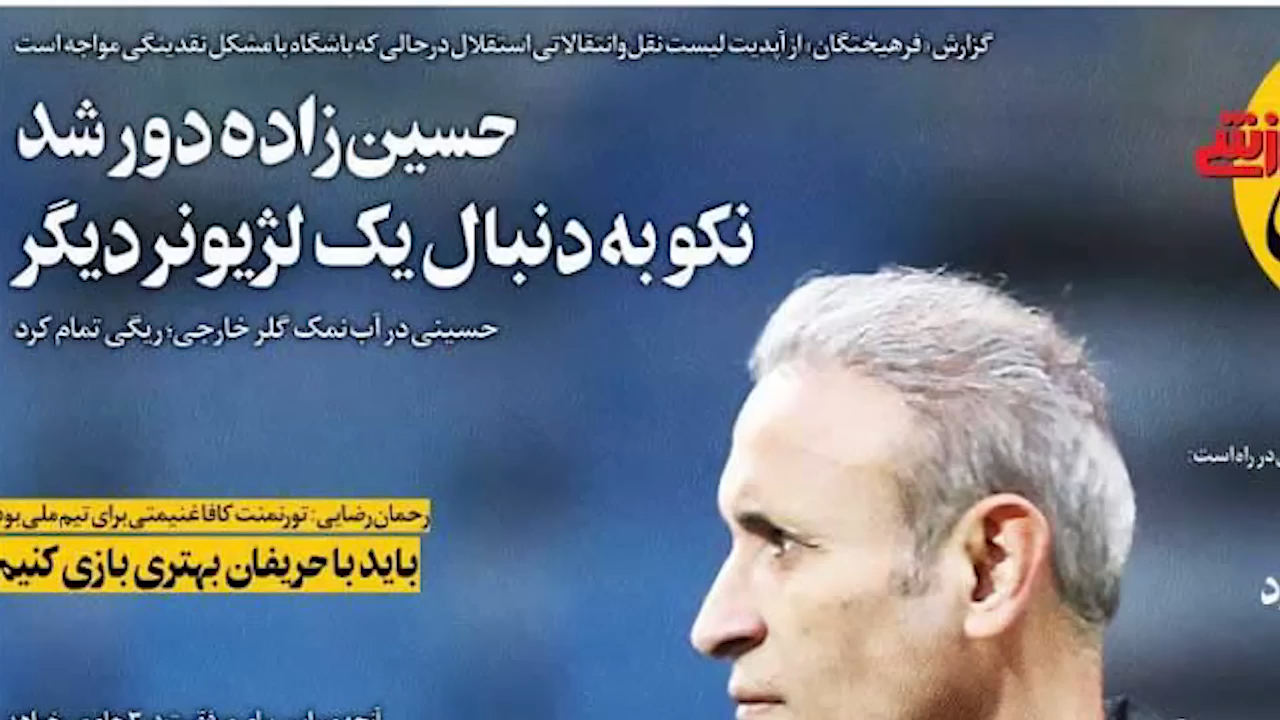 گزارش «فرهیختگان» از آپدیت لیست نقل‌وانتقالاتی استقلال درحالی که باشگاه با مشکل نقدینگی مواجه است
حسین‌زاده دور شد
نکو به دنبال یک لژیونر دیگر
حسینی در آب‌نمک گلر خارجی؛ ریگی تمام کرد
در راه است:
رحمان رضایی: تورنمنت کافا غنیمتی برای تیم ملی بود
باید با حریفان بهتری بازی کنیم